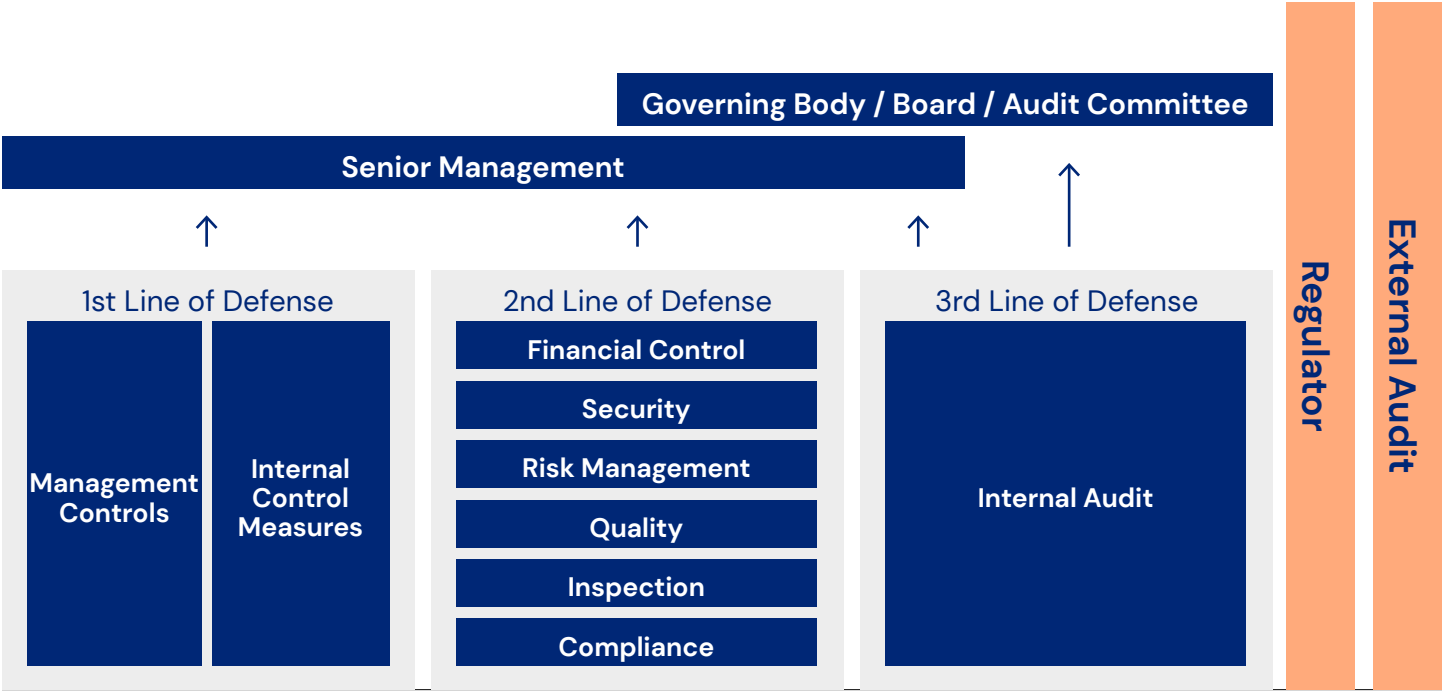 Governing Body / Board / Audit Committee
Senior Management
1st Line of Defense
Management
Controls
Internal
Control
Measures
2nd Line of Defense
Financial Control
Security
Risk Management
Quality
Inspection
Compliance
3rd Line of Defense
Internal Audit
Regulator
External Audit